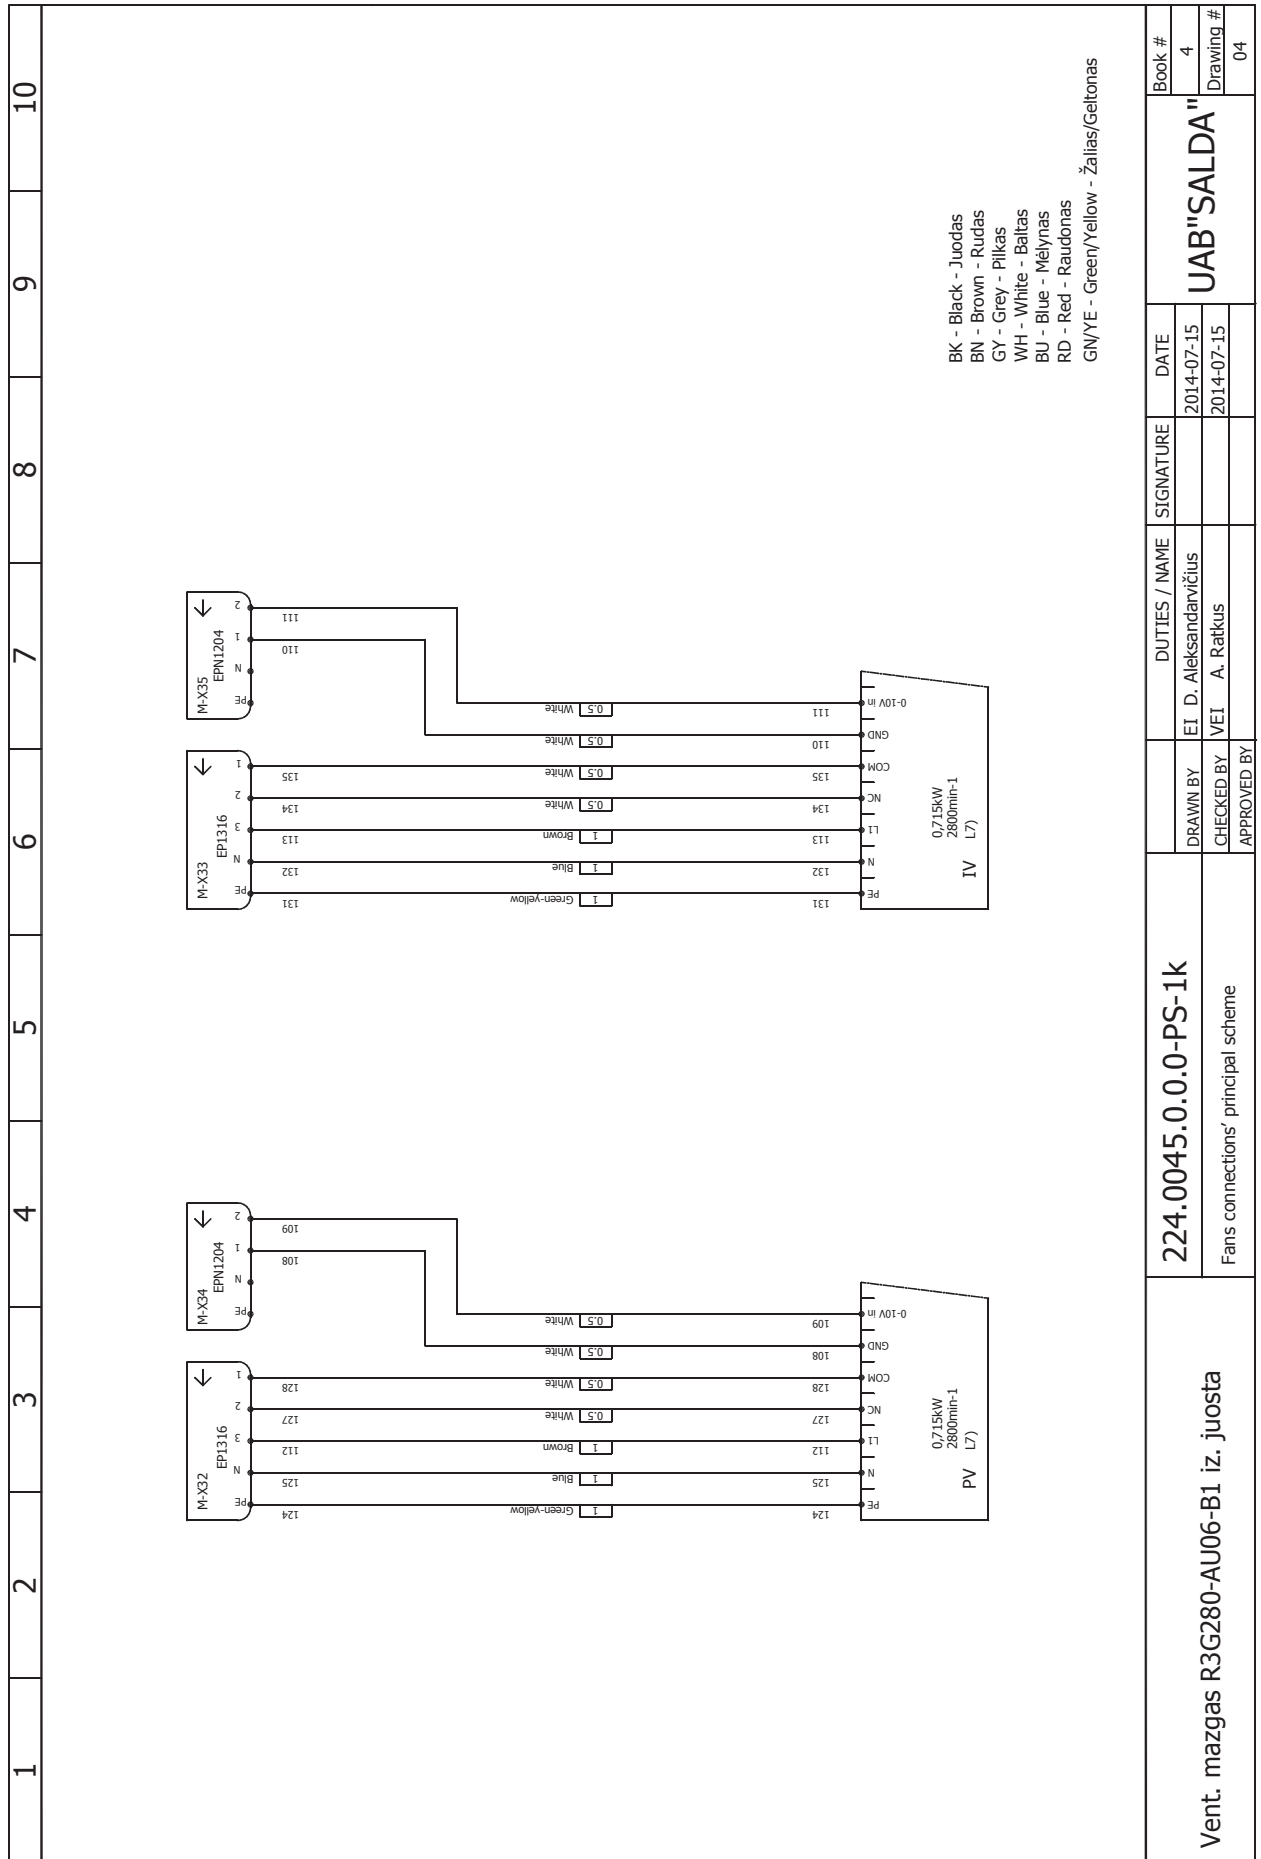 1
2
3
4
5
6
7
8
9
10
M-X32
EP1316
PE
N
3
2
1
124
125
112
127
128
M-X34
EPN1204
PE
N
1
2
108
109
Green-yellow 1
Blue 1
Brown 1
White 0.5
White 0.5
White 0.5
White 0.5
124
125
112
127
128
108
109
PE
N
L1
NC
COM
GND
0-10V in
PV
0,715kW
2800min-1
L7)
M-X33
EP1316
PE
N
3
2
1
131
132
113
134
135
M-X35
EPN1204
PE
N
1
2
110
111
Green-yellow 1
Blue 1
Brown 1
White 0.5
White 0.5
White 0.5
White 0.5
131
132
113
134
135
110
111
PE
N
L1
NC
COM
GND
0-10V in
IV
0,715kW
2800min-1
L7)
BK - Black - Juodas
BN - Brown - Rudas
GY - Grey - Pilkas
WH - White - Baltas
BU - Blue - Mėlynas
RD - Red - Raudonas
GN/YE - Green/Yellow - Žalias/Geltonas
Vent. mazgas R3G280-AU06-B1 iz. juosta
224.0045.0.0.0-PS-1k
Fans connections’ principal scheme
DUTIES / NAME SIGNATURE DATE
DRAWN BY EI D. Aleksandarvičius 2014-07-15
CHECKED BY VEI A. Ratkus 2014-07-15
APPROVED BY
UAB"SALDA"
Book #
4
Drawing #
04